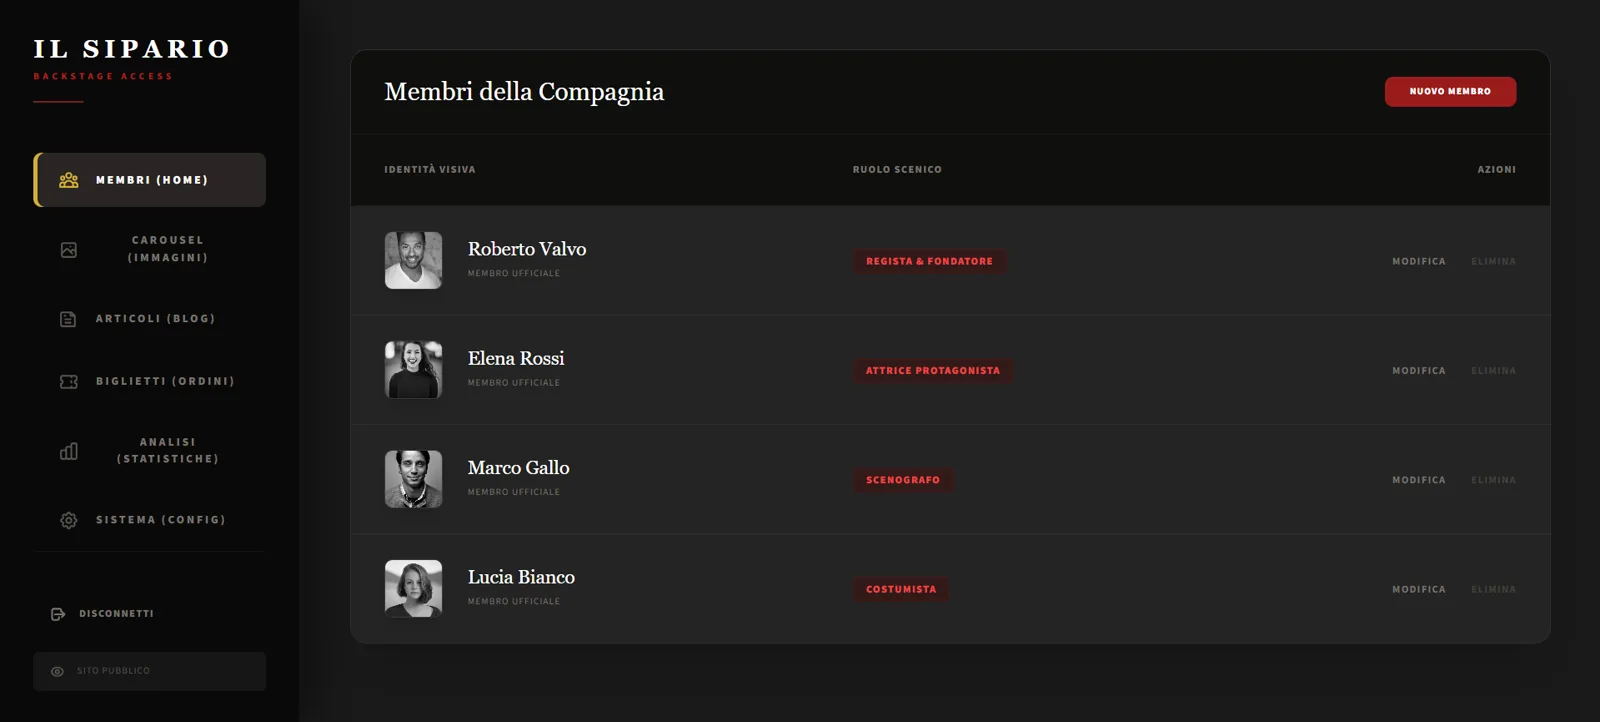 IL SIPARIO
BACKSTAGE ACCESS
MEMBRI (HOME)
CAROUSEL
(IMMAGINI)
ARTICOLI (BLOG)
BIGLIETTI (ORDINI)
ANALISI
(STATISTICHE)
SISTEMA (CONFIG)
DISCONNETTI
SITO PUBBLICO
Membri della Compagnia
NUOVO MEMBRO
IDENTITÀ VISIVA RUOLO SCENICO AZIONI
Roberto Valvo
MEMBRO UFFICIALE
REGISTA & FONDATORE
MODIFICA ELIMINA
Elena Rossi
MEMBRO UFFICIALE
ATTRICE PROTAGONISTA
MODIFICA ELIMINA
Marco Gallo
MEMBRO UFFICIALE
SCENOGRAFO
MODIFICA ELIMINA
Lucia Bianco
MEMBRO UFFICIALE
COSTUMISTA
MODIFICA ELIMINA